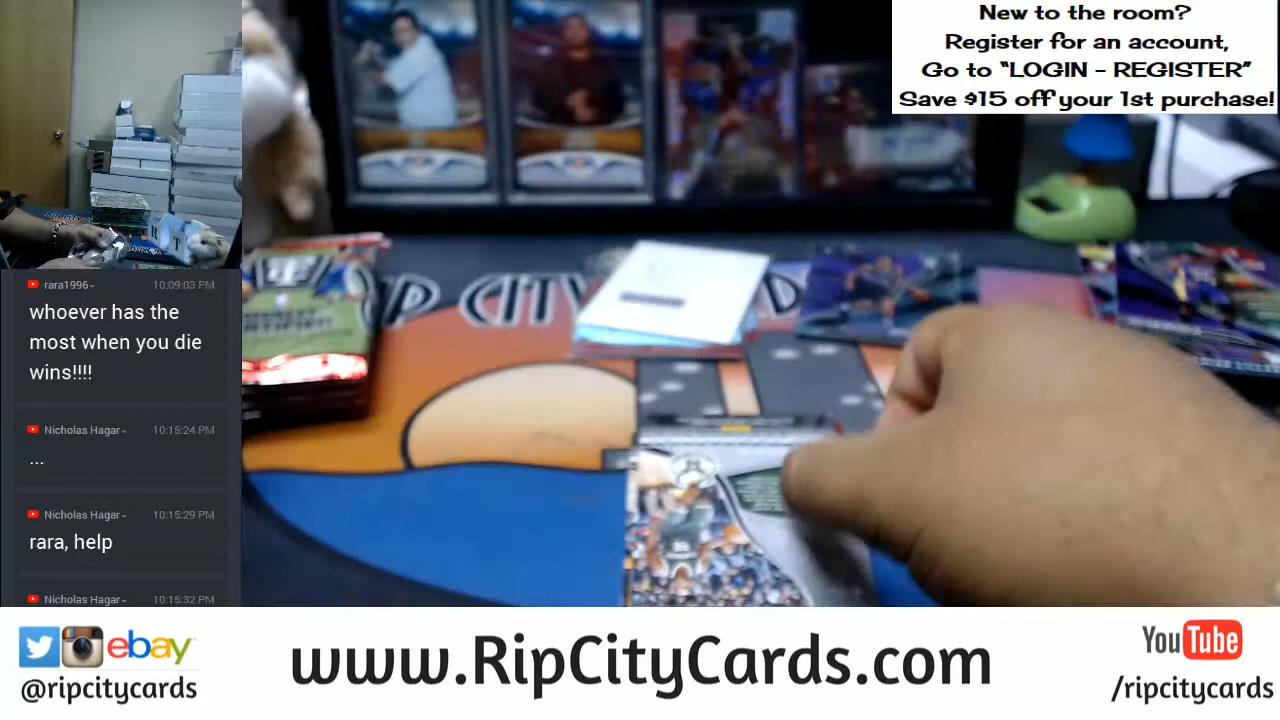 New to the room?
Register for an account,
Go to “LOGIN - REGISTER”
Save $15 off your 1st purchase!
rara1996
10:09:03 PM
whoever has the
most when you die
wins!!!!
Nicholas Hagar
10:15:24 PM
...
Nicholas Hagar
10:15:29 PM
rara, help
Nicholas Hagar
10:15:32 PM
IP CITY
ebay
@ripcitycards
www.RipCityCards.com
YouTube
/ripcitycards